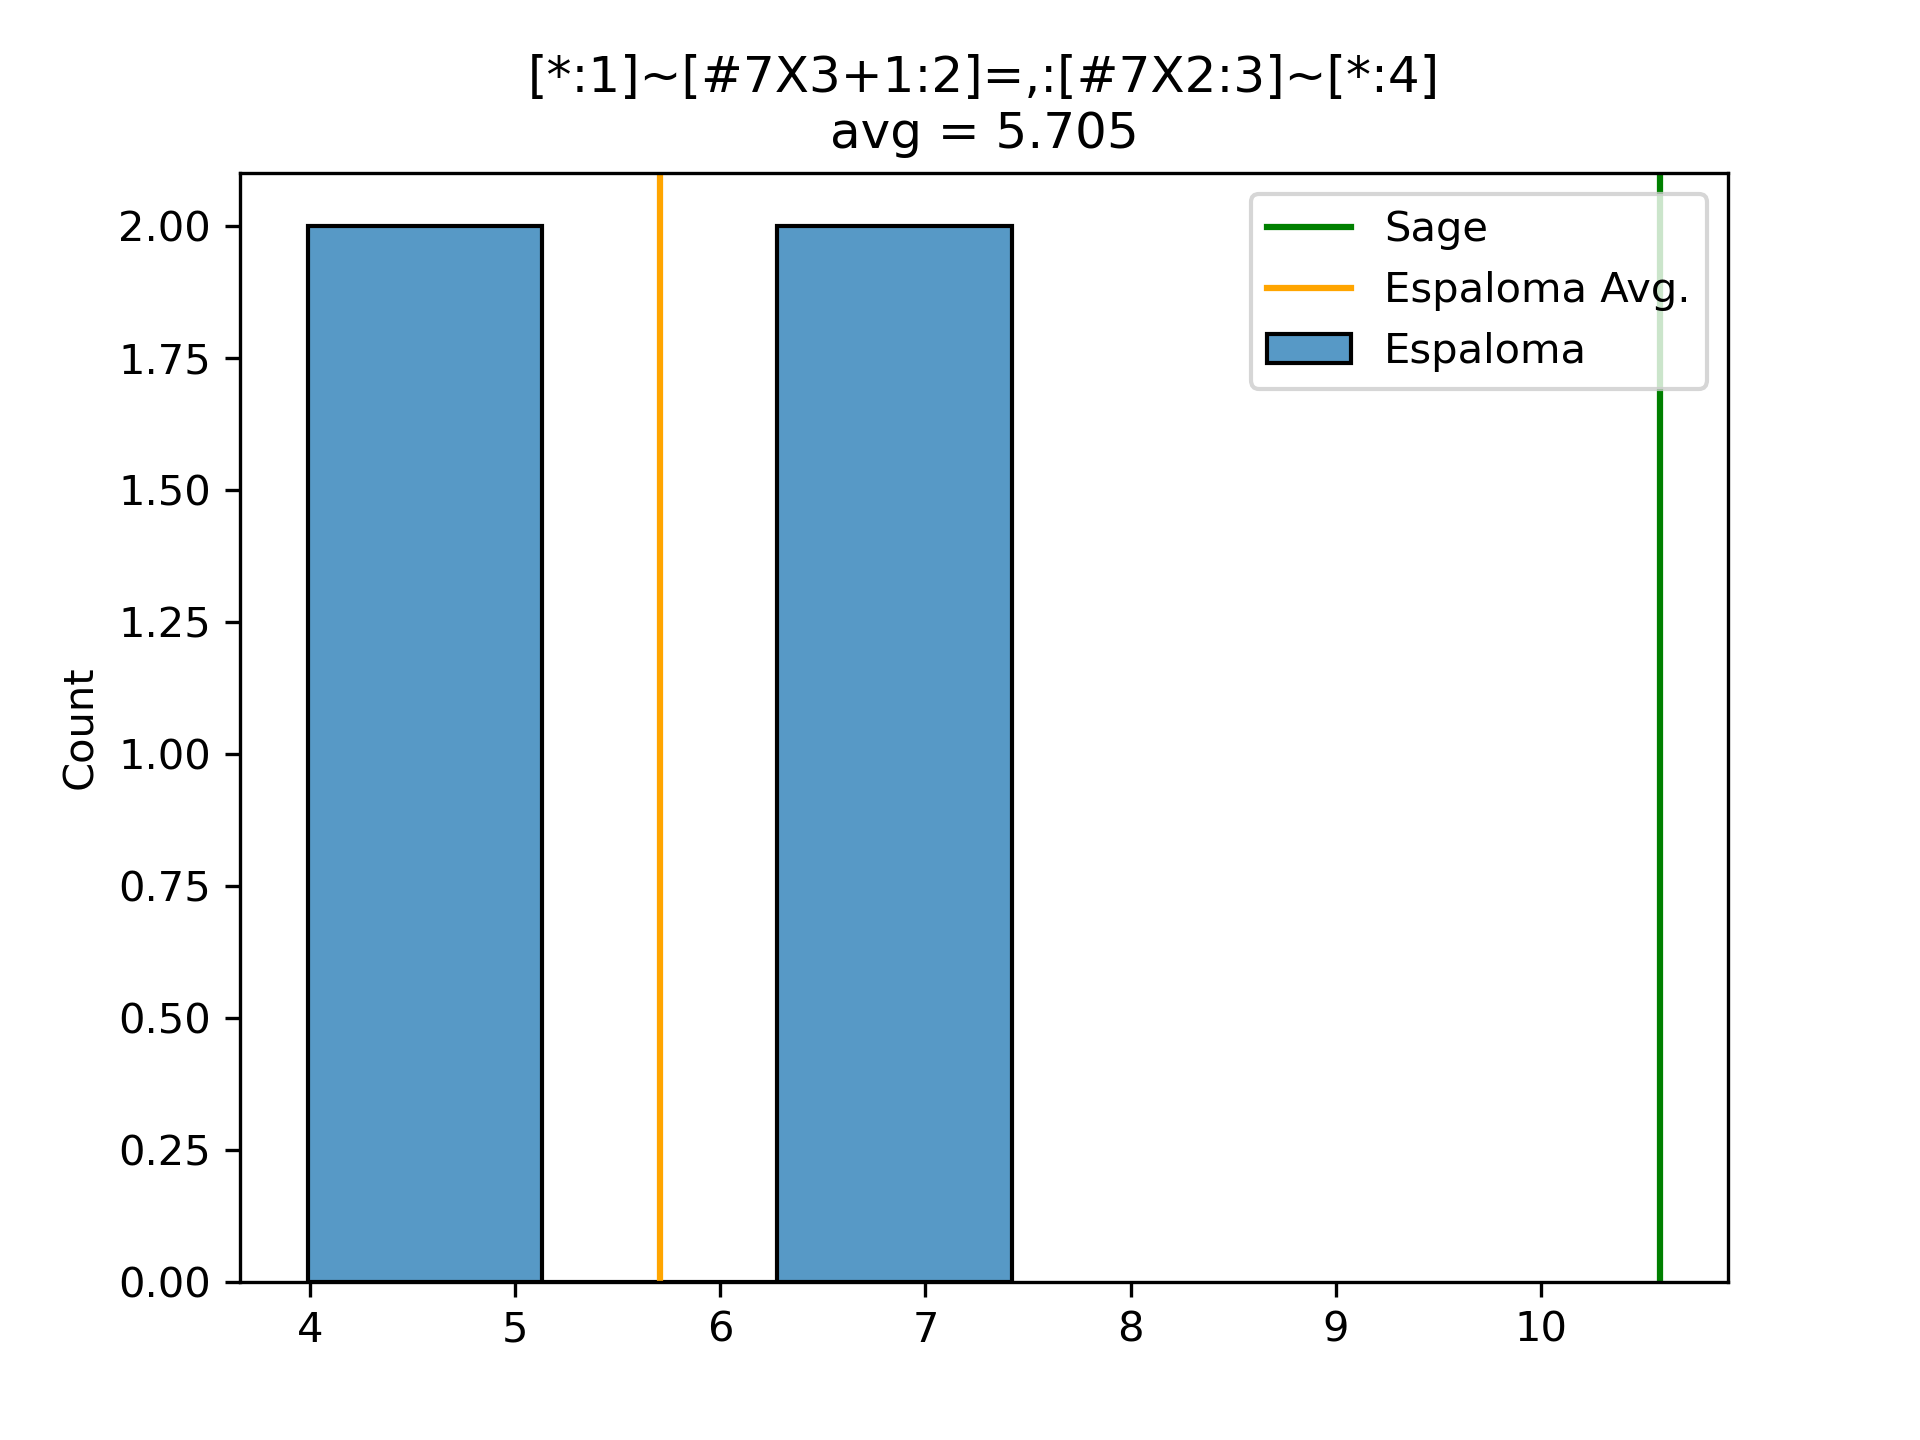 [*:1]~[#7X3+1:2]=,:[#7X2:3]~[*:4]
avg = 5.705
Sage
Espaloma Avg.
Espaloma
Count
2.00
1.75
1.50
1.25
1.00
0.75
0.50
0.25
0.00
4 5 6 7 8 9 10